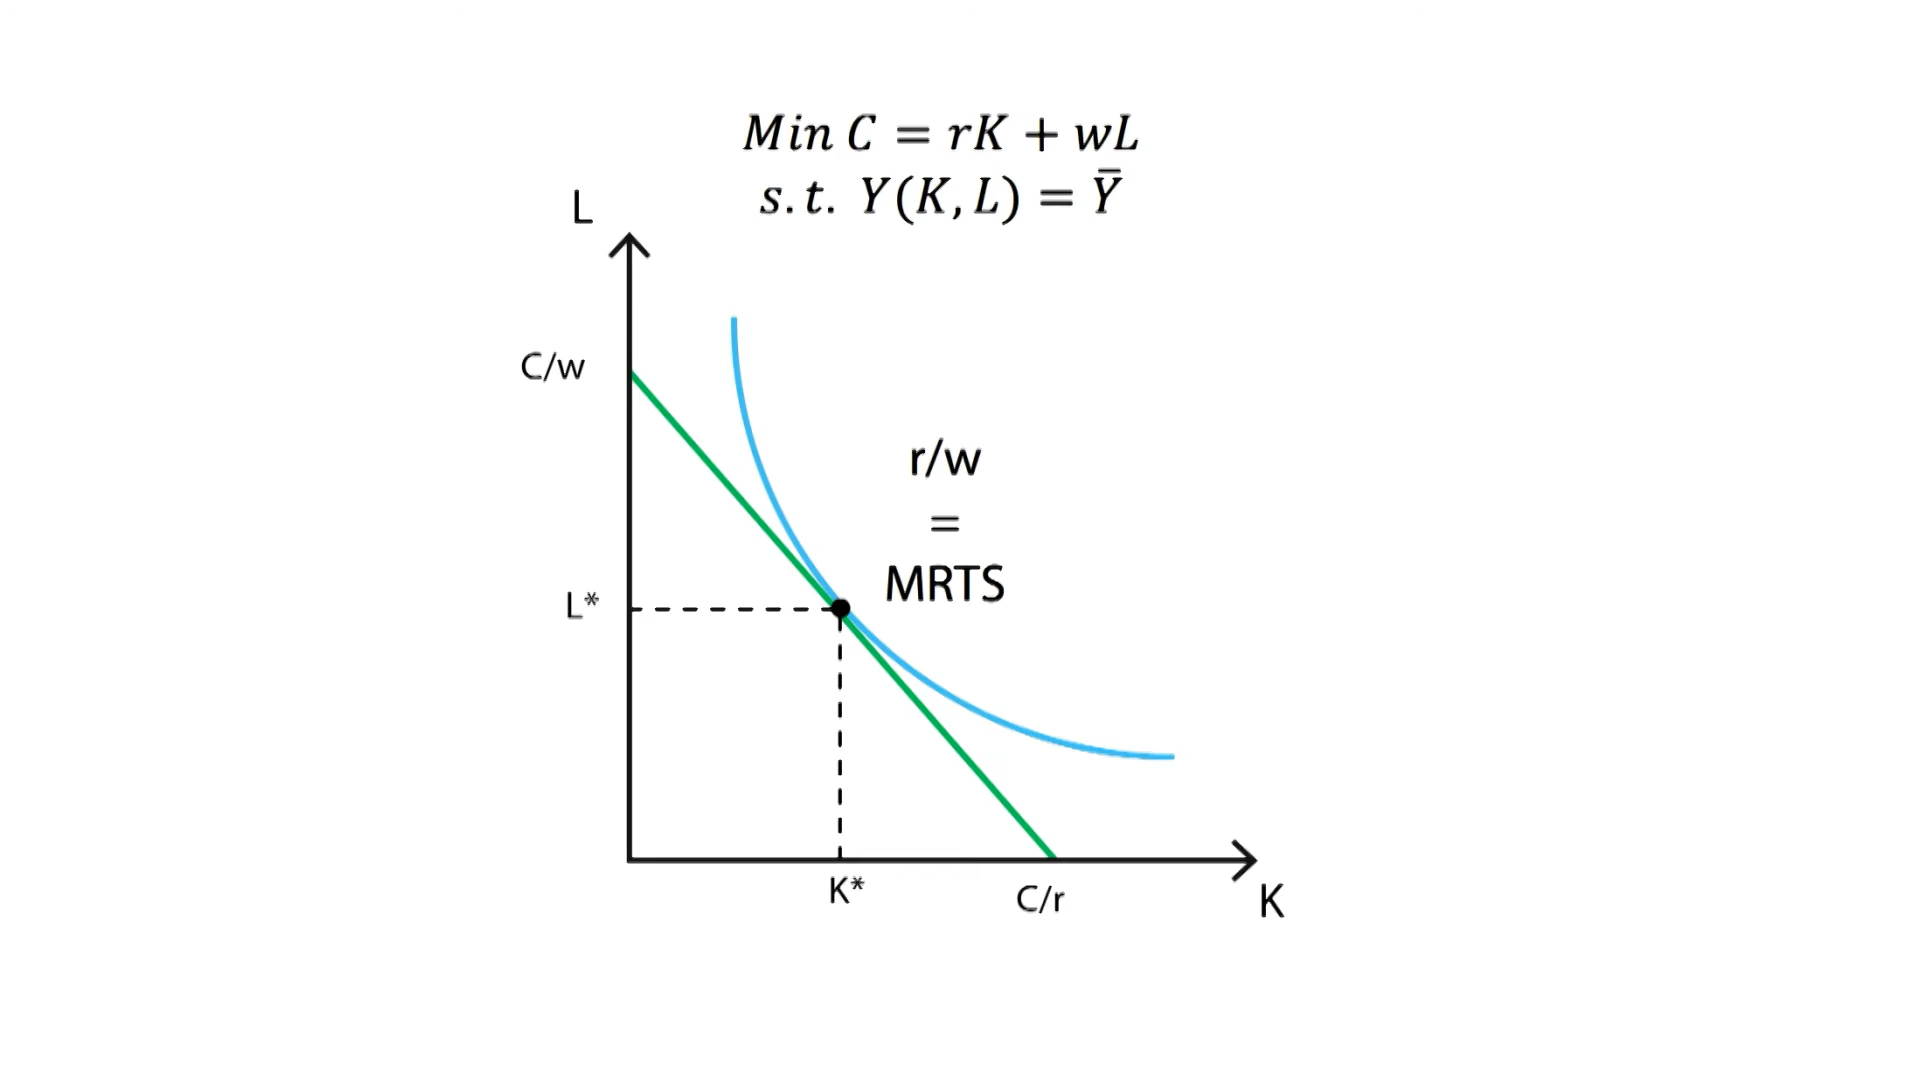 Min C = rK + wL
s.t. Y(K, L) = Ȳ
L
C/w
r/w
=
MRTS
L*
K*
C/r
K